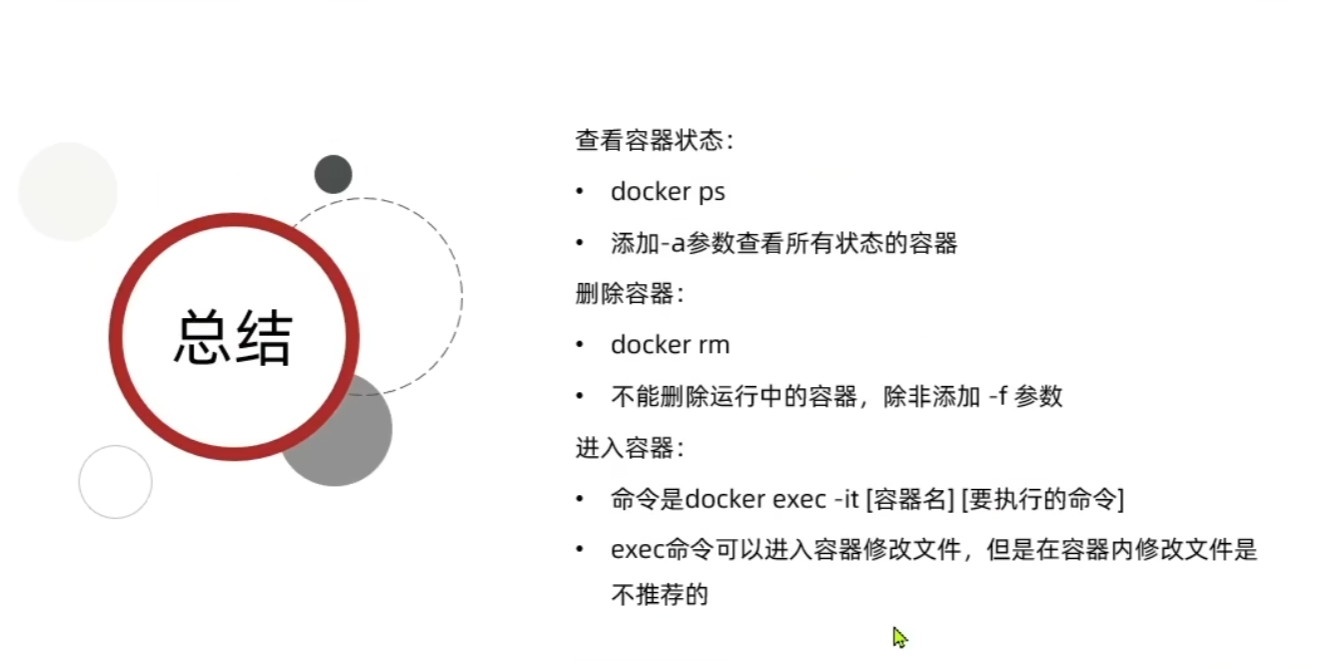 总结
查看容器状态：
• docker ps
• 添加-a参数查看所有状态的容器
删除容器：
• docker rm
• 不能删除运行中的容器，除非添加 -f 参数
进入容器：
• 命令是docker exec -it [容器名] [要执行的命令]
• exec命令可以进入容器修改文件，但是在容器内修改文件是
不推荐的